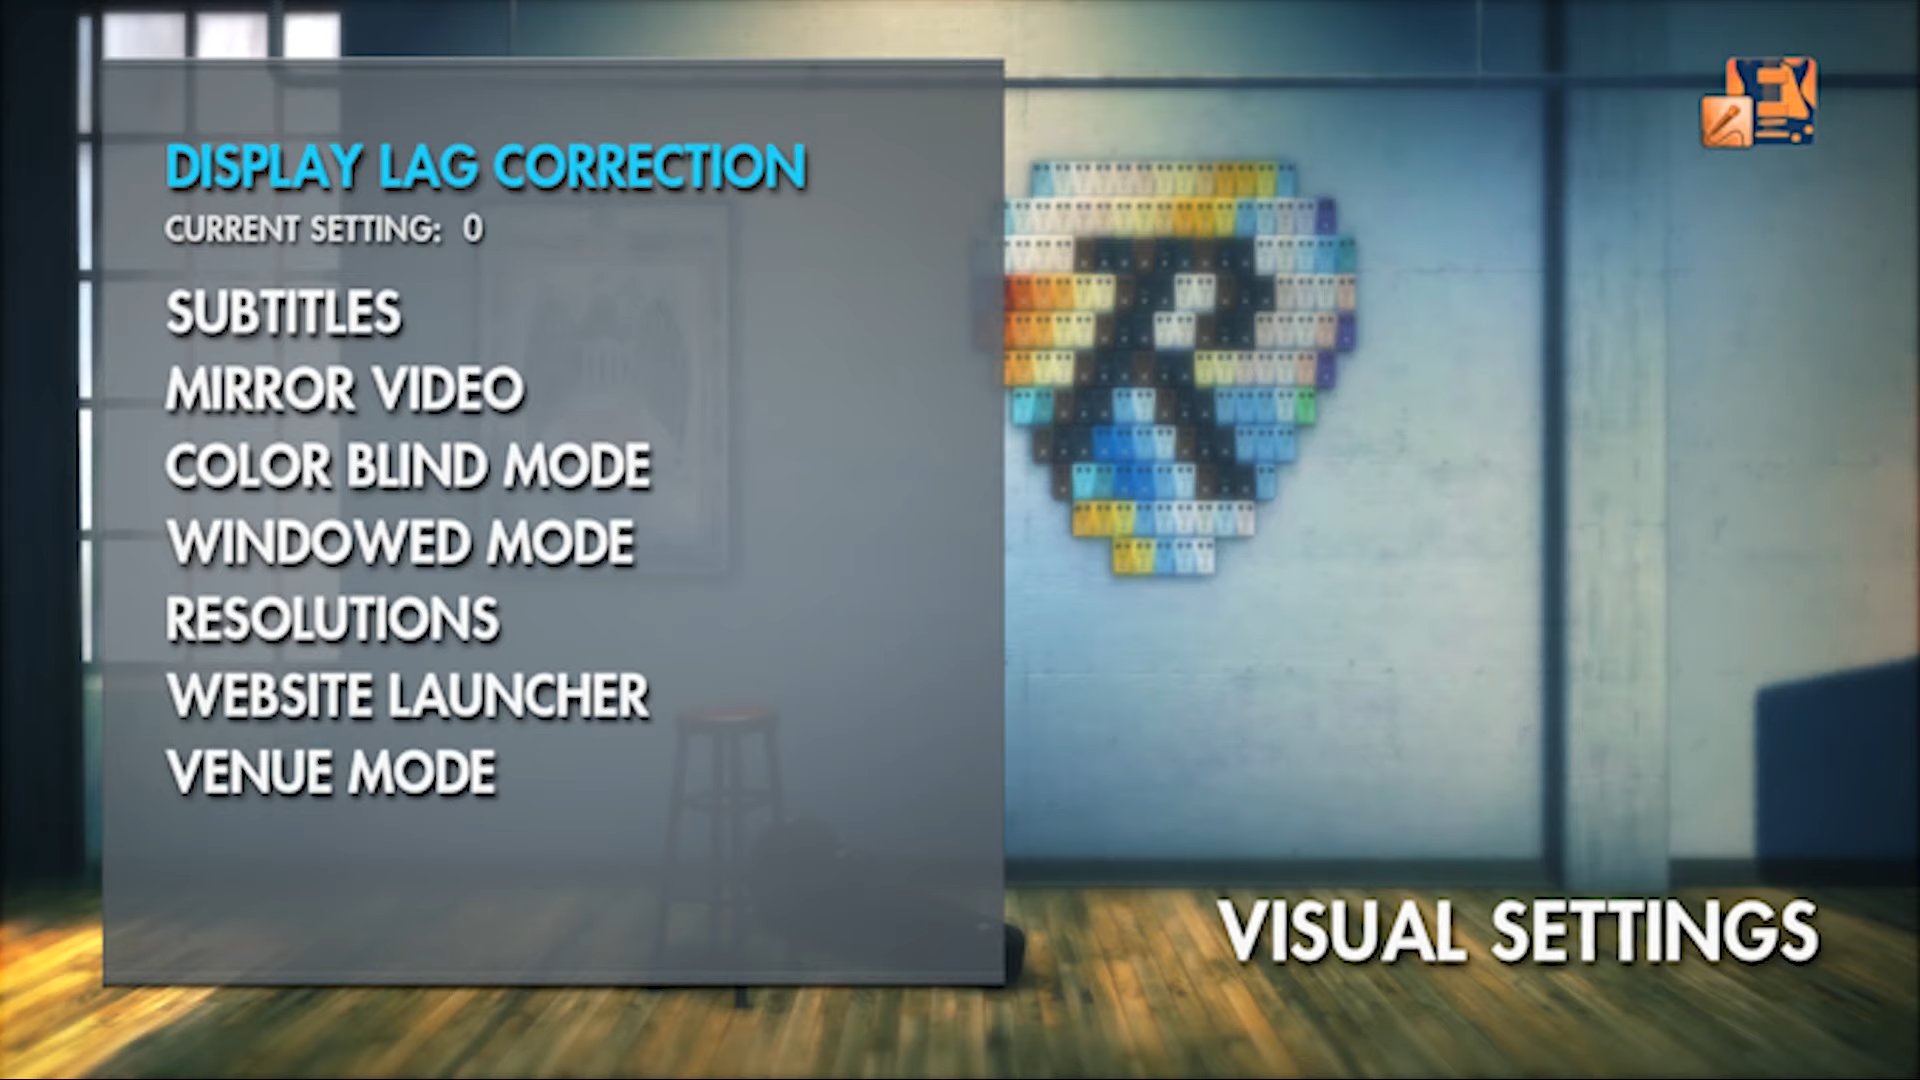 DISPLAY LAG CORRECTION
CURRENT SETTING: 0
SUBTITLES
MIRROR VIDEO
COLOR BLIND MODE
WINDOWED MODE
RESOLUTIONS
WEBSITE LAUNCHER
VENUE MODE
VISUAL SETTINGS